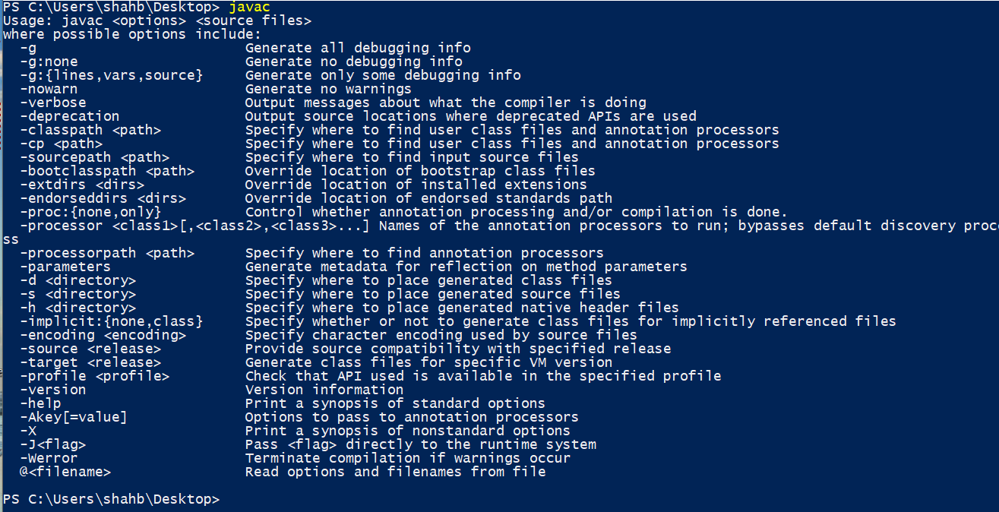 PS C:\Users\shahb\Desktop> javac
Usage: javac <options> <source files>
where possible options include:
  -g                         Generate all debugging info
  -g:none                    Generate no debugging info
  -g:{lines,vars,source}     Generate only some debugging info
  -nowarn                    Generate no warnings
  -verbose                   Output messages about what the compiler is doing
  -deprecation               Output source locations where deprecated APIs are used
  -classpath <path>          Specify where to find user class files and annotation processors
  -cp <path>                 Specify where to find user class files and annotation processors
  -sourcepath <path>         Specify where to find input source files
  -bootclasspath <path>      Override location of bootstrap class files
  -extdirs <dirs>            Override location of installed extensions
  -endorseddirs <dirs>       Override location of endorsed standards path
  -proc:{none,only}          Control whether annotation processing and/or compilation is done.
  -processor <class1>[,<class2>,<class3>...] Names of the annotation processors to run; bypasses default discovery proc
ss
  -processorpath <path>      Specify where to find annotation processors
  -parameters                Generate metadata for reflection on method parameters
  -d <directory>             Specify where to place generated class files
  -s <directory>             Specify where to place generated source files
  -h <directory>             Specify where to place generated native header files
  -implicit:{none,class}     Specify whether or not to generate class files for implicitly referenced files
  -encoding <encoding>       Specify character encoding used by source files
  -source <release>          Provide source compatibility with specified release
  -target <release>          Generate class files for specific VM version
  -profile <profile>         Check that API used is available in the specified profile
  -version                   Version information
  -help                      Print a synopsis of standard options
  -Akey[=value]              Options to pass to annotation processors
  -X                         Print a synopsis of nonstandard options
  -J<flag>                   Pass <flag> directly to the runtime system
  -Werror                    Terminate compilation if warnings occur
  @<filename>                Read options and filenames from file
PS C:\Users\shahb\Desktop>